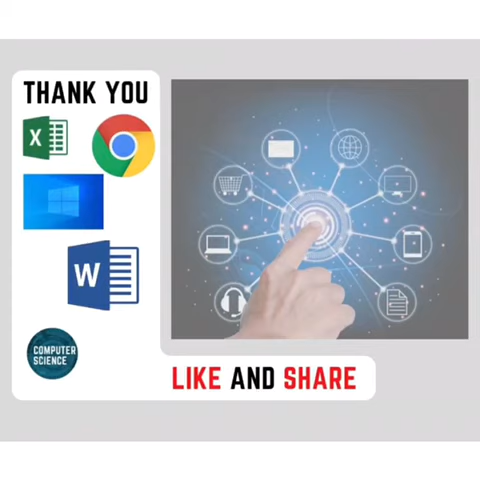 THANK YOU
X
W
COMPUTER
SCIENCE
LIKE AND SHARE